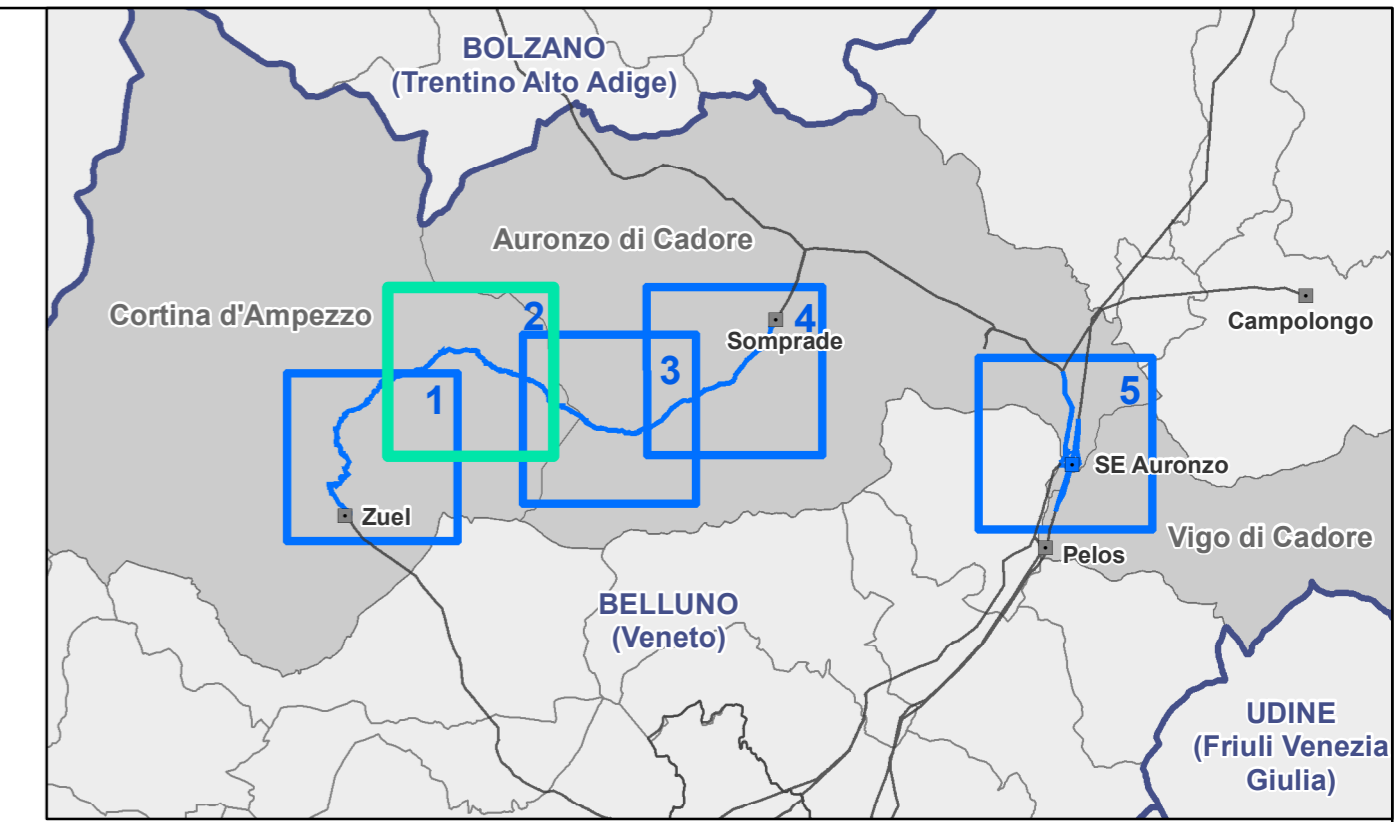 BOLZANO
(Trentino Alto Adige)
Auronzo di Cadore
Cortina d'Ampezzo
2
4
Somprade
Campolongo
3
1
5
SE Auronzo
Zuel
Vigo di Cadore
Pelos
BELLUNO
(Veneto)
UDINE
(Friuli Venezia
Giulia)